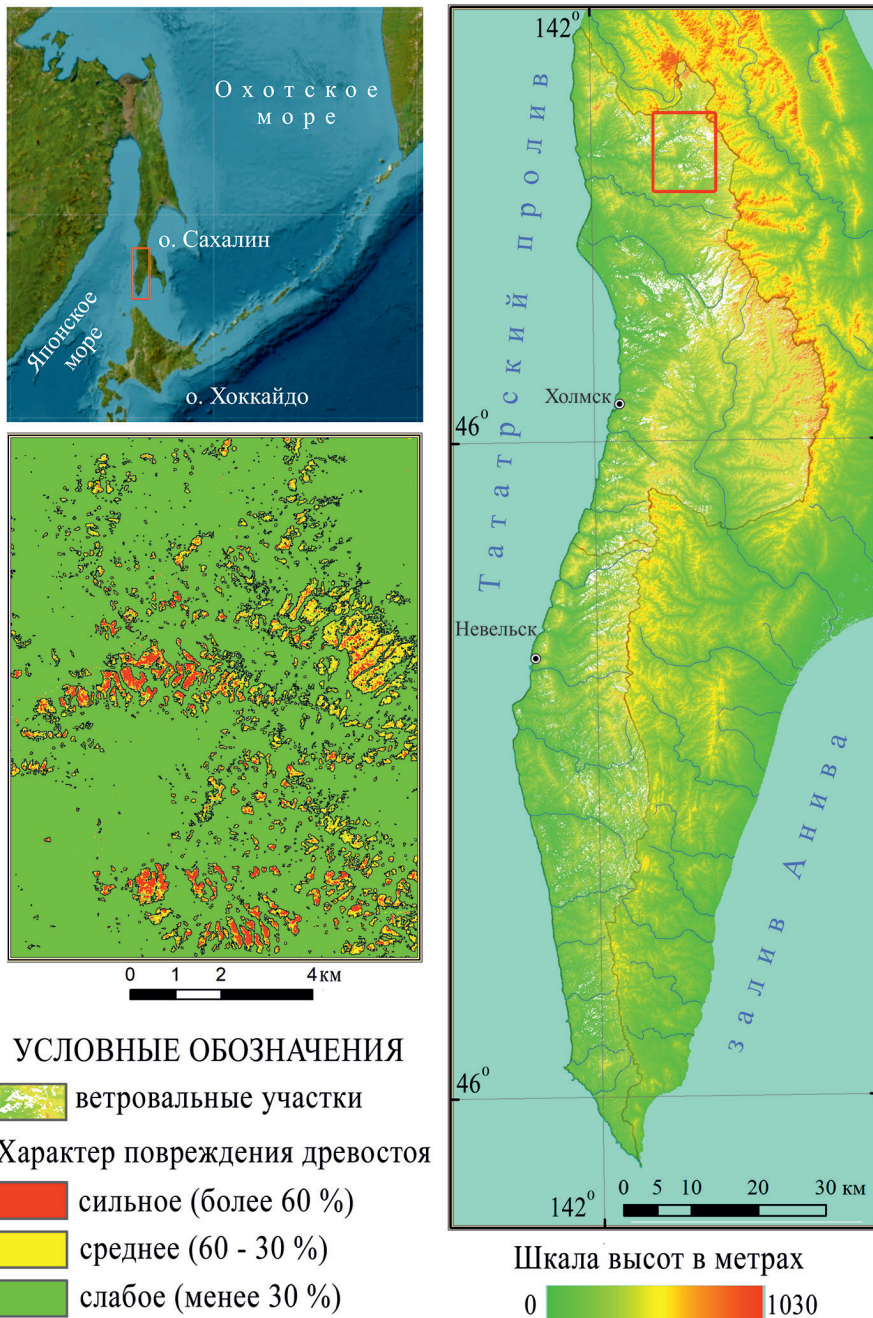 Охотское
море
о. Сахалин
Японское
море
о. Хоккайдо
0 1 2 4 км
УСЛОВНЫЕ ОБОЗНАЧЕНИЯ
ветровальные участки
Характер повреждения древостоя
сильное (более 60 %)
среднее (60 - 30 %)
слабое (менее 30 %)
142°
Тататрский пролив
Холмск
46°
Невельск
залив Анива
46°
142°
0 5 10 20 30 км
Шкала высот в метрах
0 1030